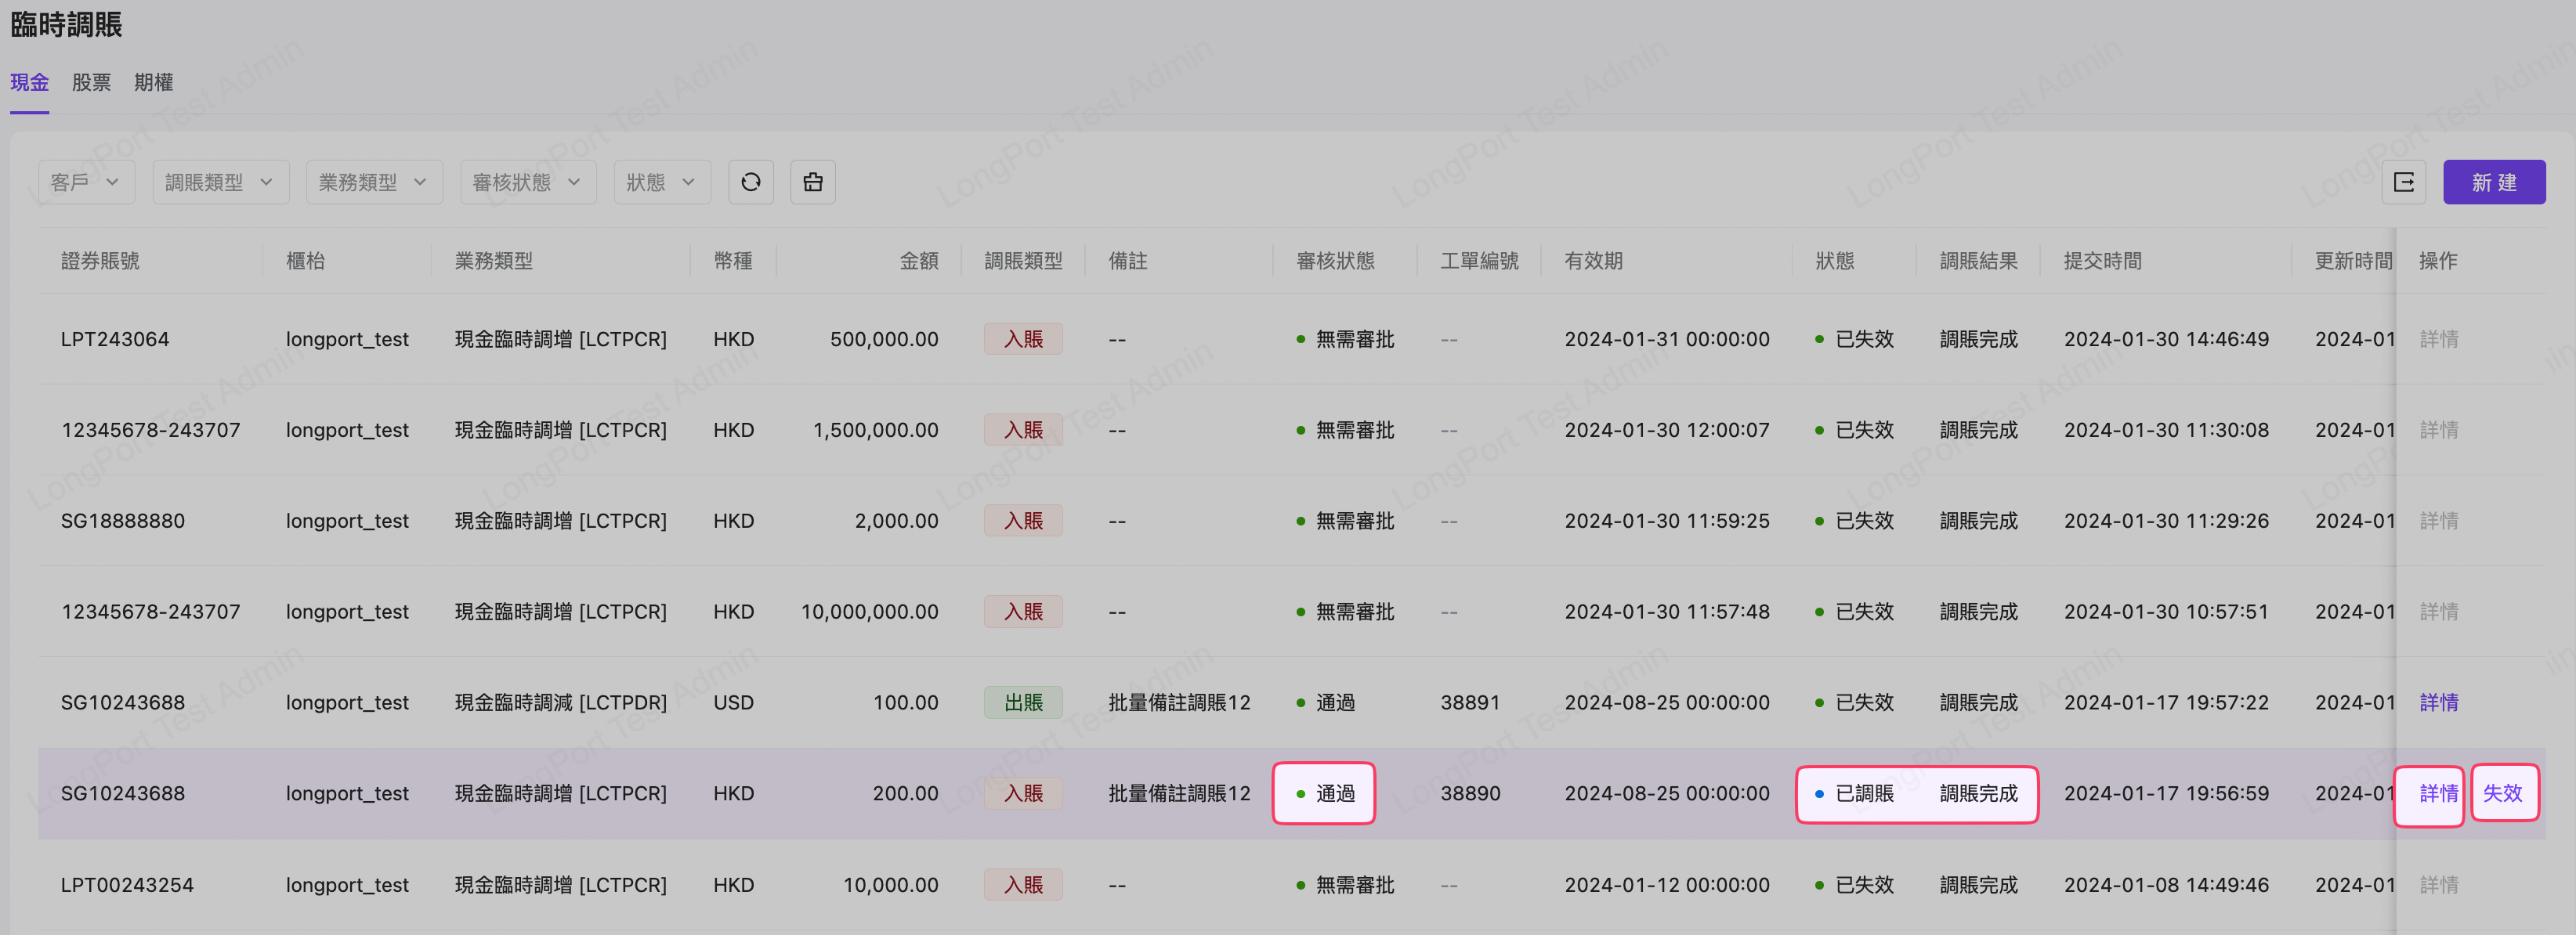 臨時調賬
現金 股票 期權
客戶 調賬類型 業務類型 審核狀態 狀態 新 建
證券賬號 櫃枱 業務類型 幣種 金額 調賬類型 備註 審核狀態 工單編號 有效期 狀態 調賬結果 提交時間 更新時間 操作
LPT243064 longport_test 現金臨時調增 [LCTPCR] HKD 500,000.00 入賬 -- 無需審批 -- 2024-01-31 00:00:00 已失效 調賬完成 2024-01-30 14:46:49 2024-01 詳情
12345678-243707 longport_test 現金臨時調增 [LCTPCR] HKD 1,500,000.00 入賬 -- 無需審批 -- 2024-01-30 12:00:07 已失效 調賬完成 2024-01-30 11:30:08 2024-01 詳情
SG18888880 longport_test 現金臨時調增 [LCTPCR] HKD 2,000.00 入賬 -- 無需審批 -- 2024-01-30 11:59:25 已失效 調賬完成 2024-01-30 11:29:26 2024-01 詳情
12345678-243707 longport_test 現金臨時調增 [LCTPCR] HKD 10,000,000.00 入賬 -- 無需審批 -- 2024-01-30 11:57:48 已失效 調賬完成 2024-01-30 10:57:51 2024-01 詳情
SG10243688 longport_test 現金臨時調減 [LCTPDR] USD 100.00 出賬 批量備註調賬12 通過 38891 2024-08-25 00:00:00 已失效 調賬完成 2024-01-17 19:57:22 2024-01 詳情
SG10243688 longport_test 現金臨時調增 [LCTPCR] HKD 200.00 入賬 批量備註調賬12 通過 38890 2024-08-25 00:00:00 已調賬 調賬完成 2024-01-17 19:56:59 2024-01 詳情 失效
LPT00243254 longport_test 現金臨時調增 [LCTPCR] HKD 10,000.00 入賬 -- 無需審批 -- 2024-01-12 00:00:00 已失效 調賬完成 2024-01-08 14:49:46 2024-01 詳情
LongPort Test Admin